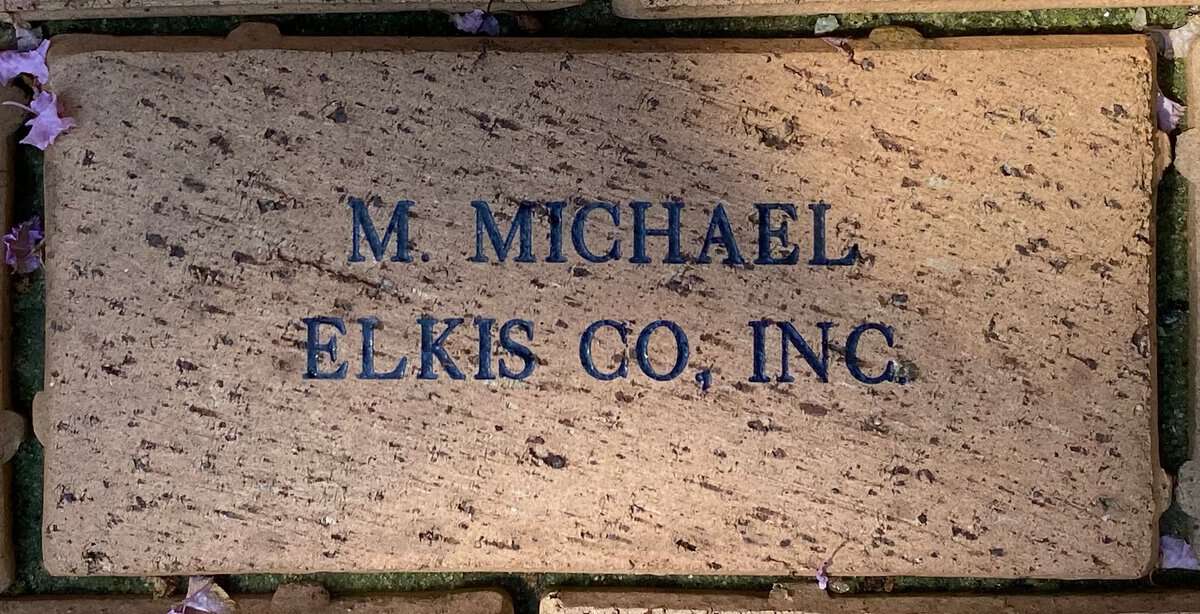 M. MICHAEL
ELKIS CO, INC.